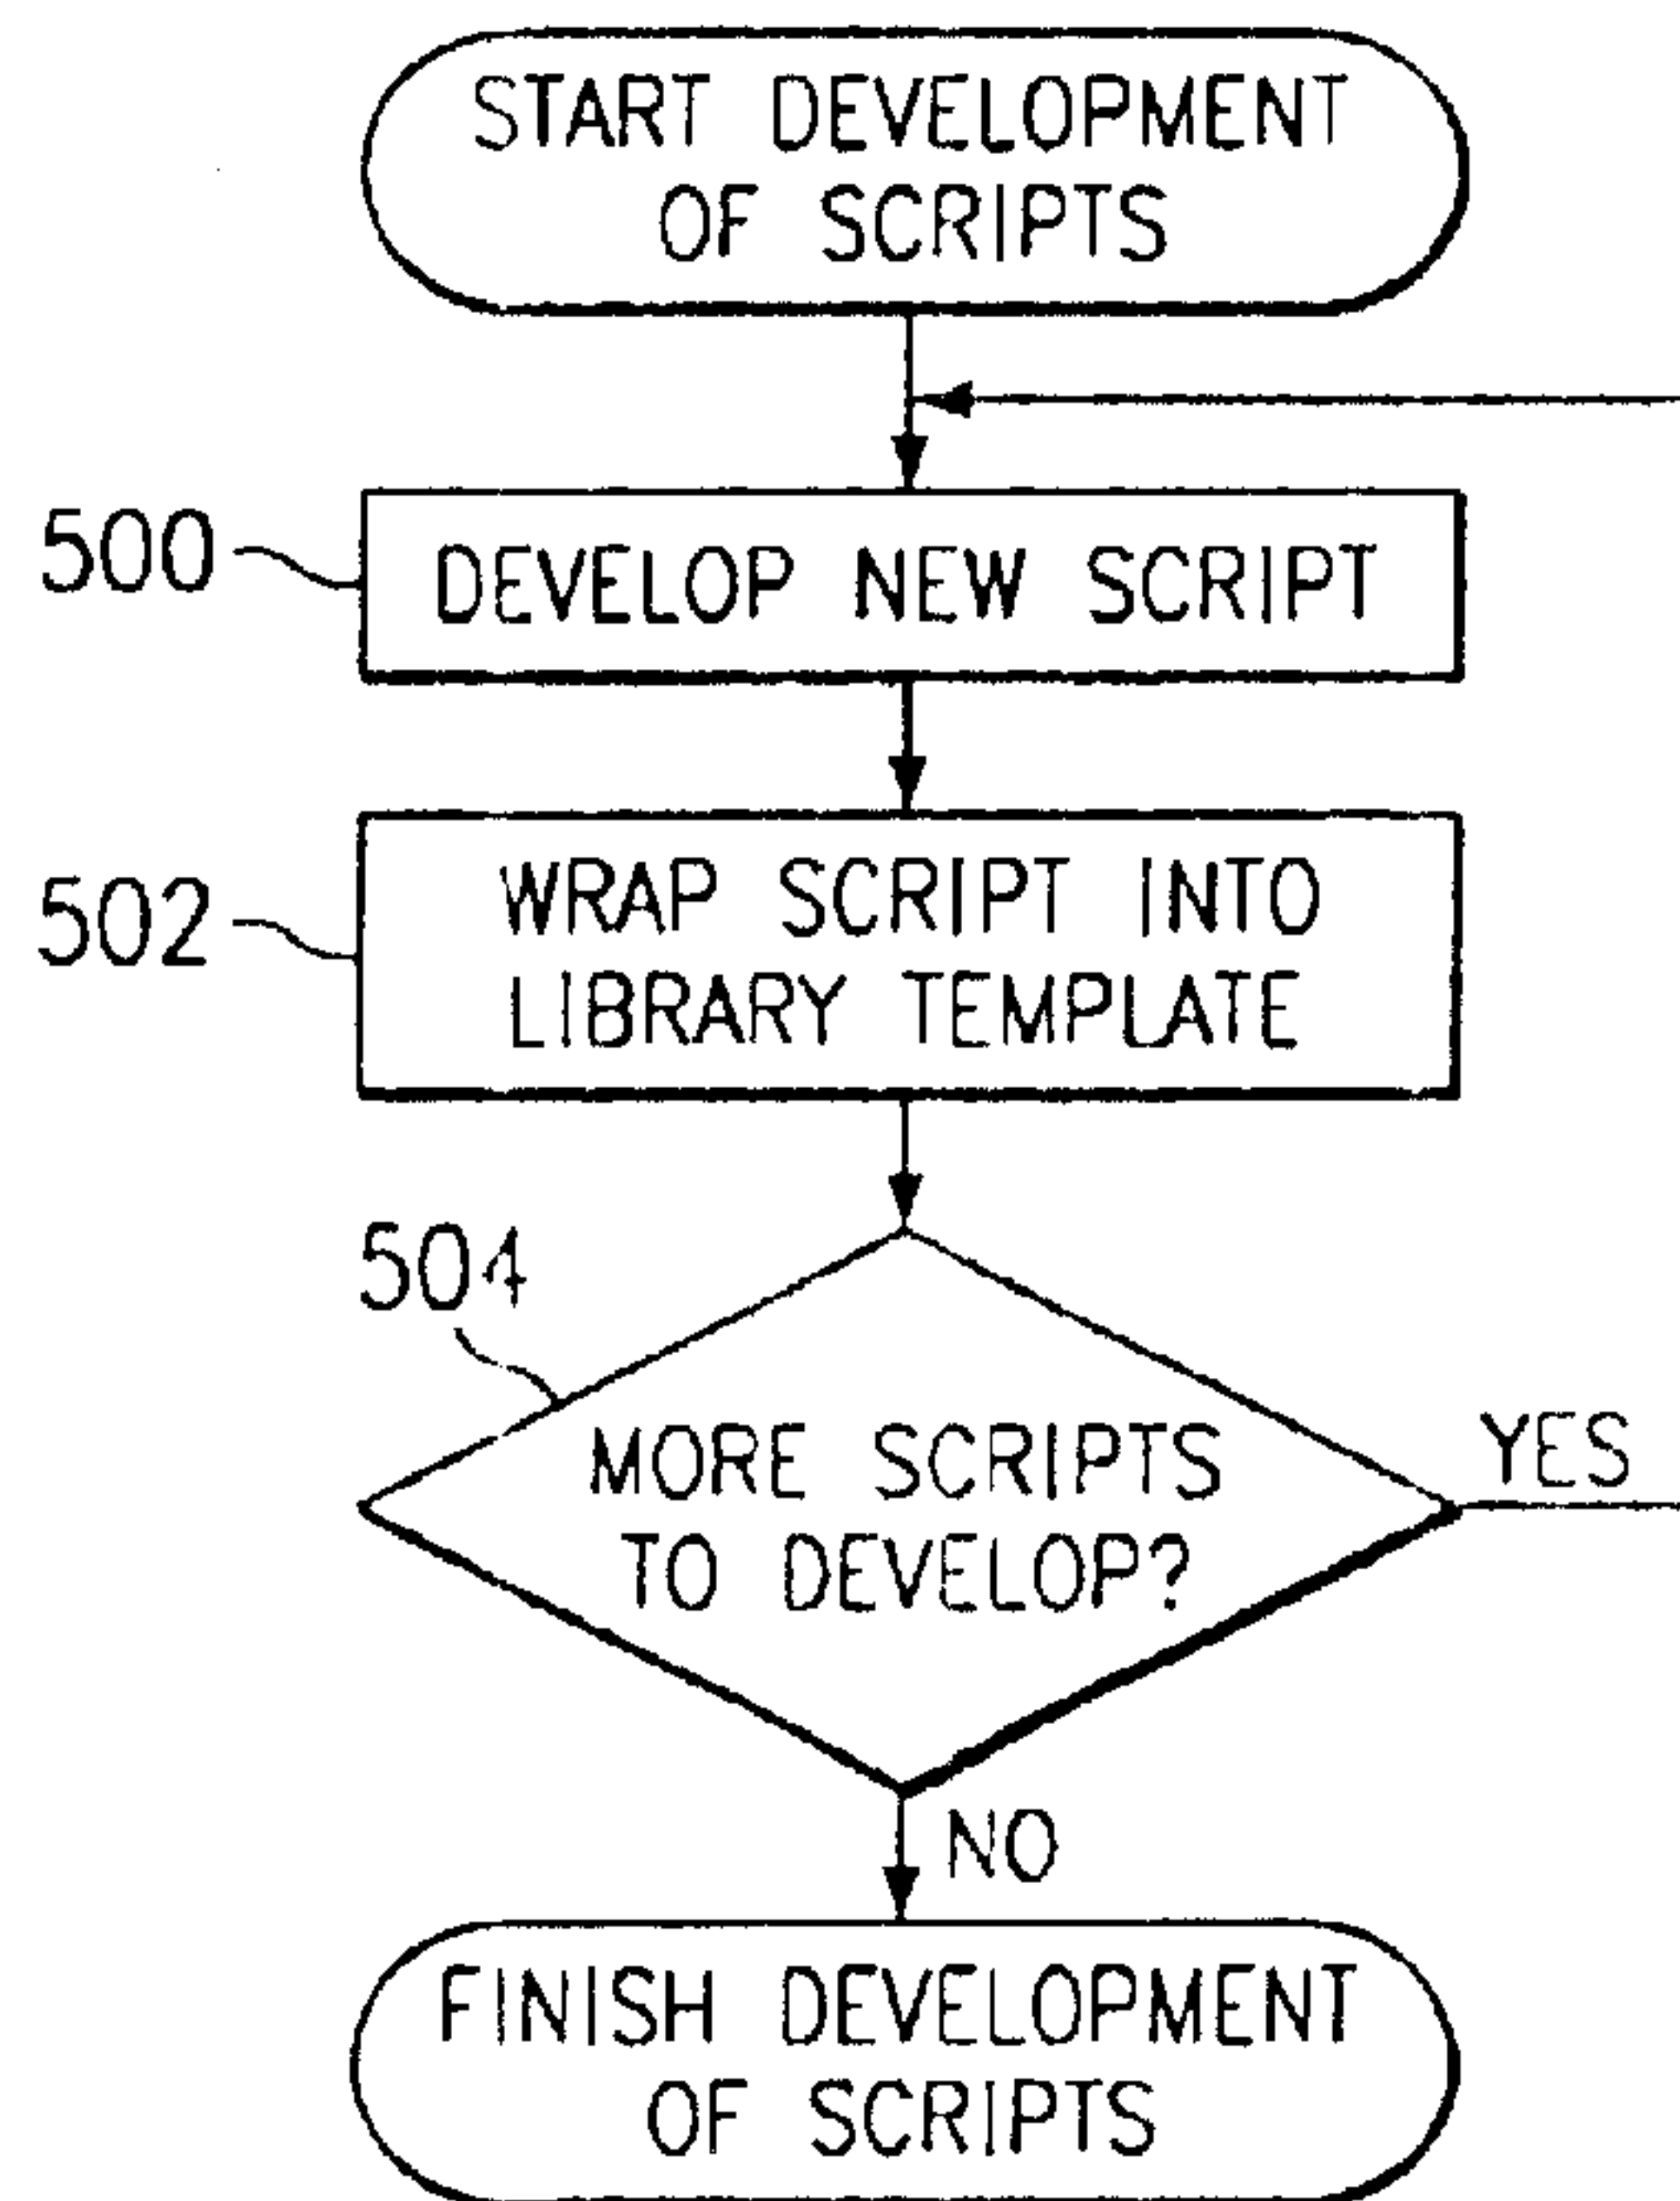 START DEVELOPMENT
OF SCRIPTS
500
DEVELOP NEW SCRIPT
502
WRAP SCRIPT INTO
LIBRARY TEMPLATE
504
MORE SCRIPTS
TO DEVELOP?
YES
NO
FINISH DEVELOPMENT
OF SCRIPTS